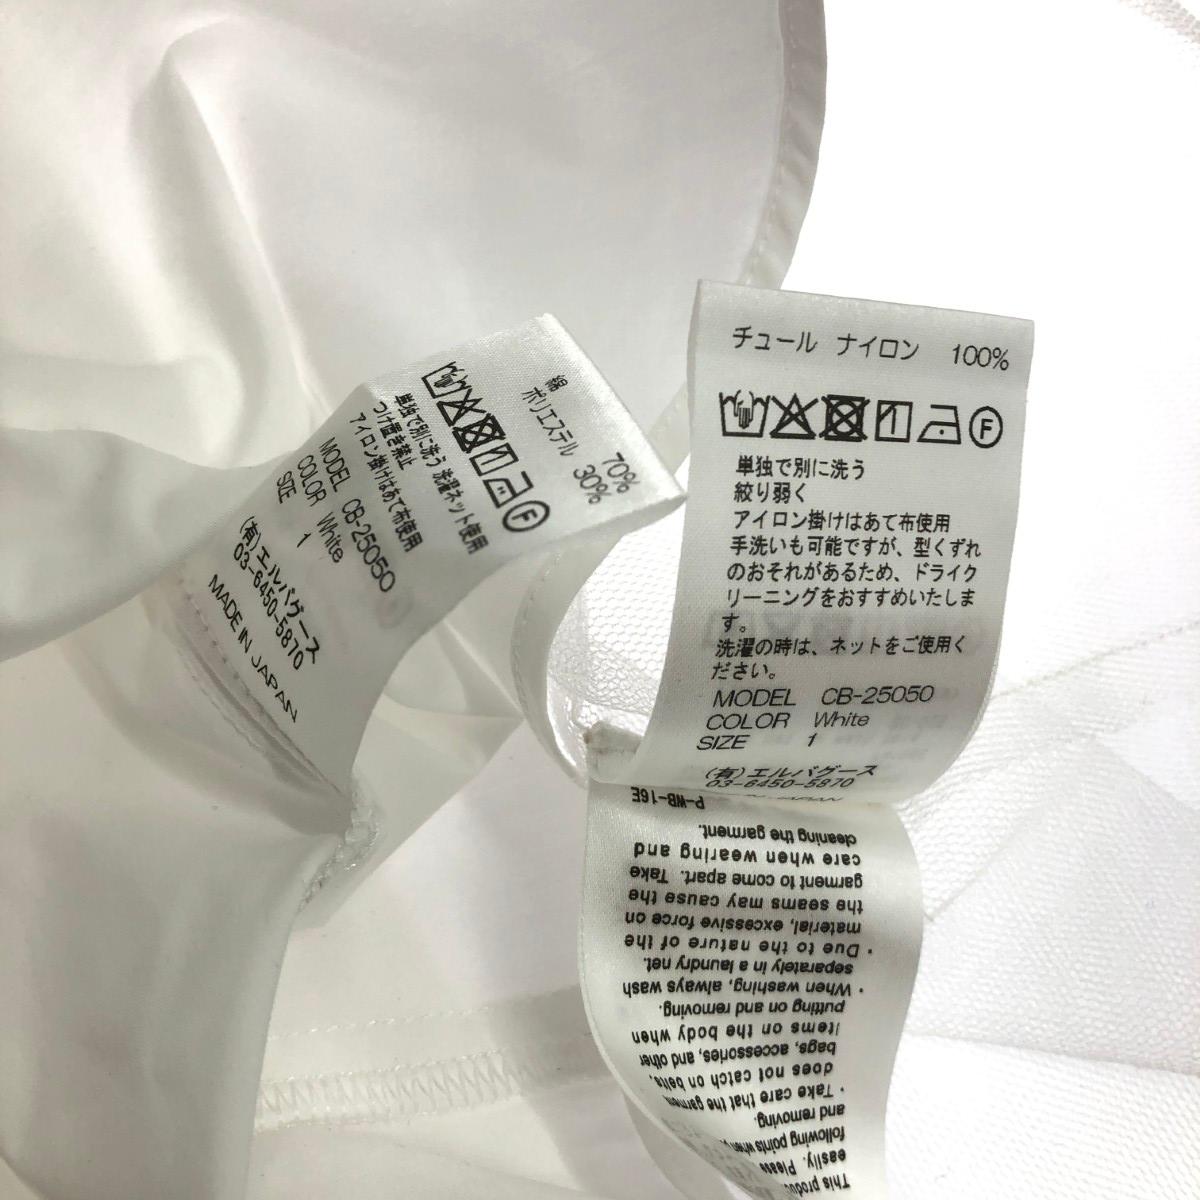 綿 70%
ポリエステル 30%
単独で別に洗う 洗濯ネット使用
つけ置き禁止
アイロン掛けはあて布使用
MODEL CB-25050
COLOR White
SIZE 1
(有)エルバグース
03-6450-5870
MADE IN JAPAN
チュール ナイロン 100%
F
単独で別に洗う
絞り弱く
アイロン掛けはあて布使用
手洗いも可能ですが、型くずれ
のおそれがあるため、ドライク
リーニングをおすすめいたしま
す。
洗濯の時は、ネットをご使用く
ださい。
MODEL CB-25050
COLOR White
SIZE 1
(有)エルバグース
03-6450-5870
JAPAN
This
easily. Please
following points when
and removing.
・Take care that the garment
does not catch on belts,
bags, accessories, and other
items on the body when
putting on and removing.
・When washing, always wash
separately in a laundry net.
・Due to the nature of the
material, excessive force on
the seams may cause the
garment to come apart. Take
care when wearing and
cleaning the garment.
P-WB-16E